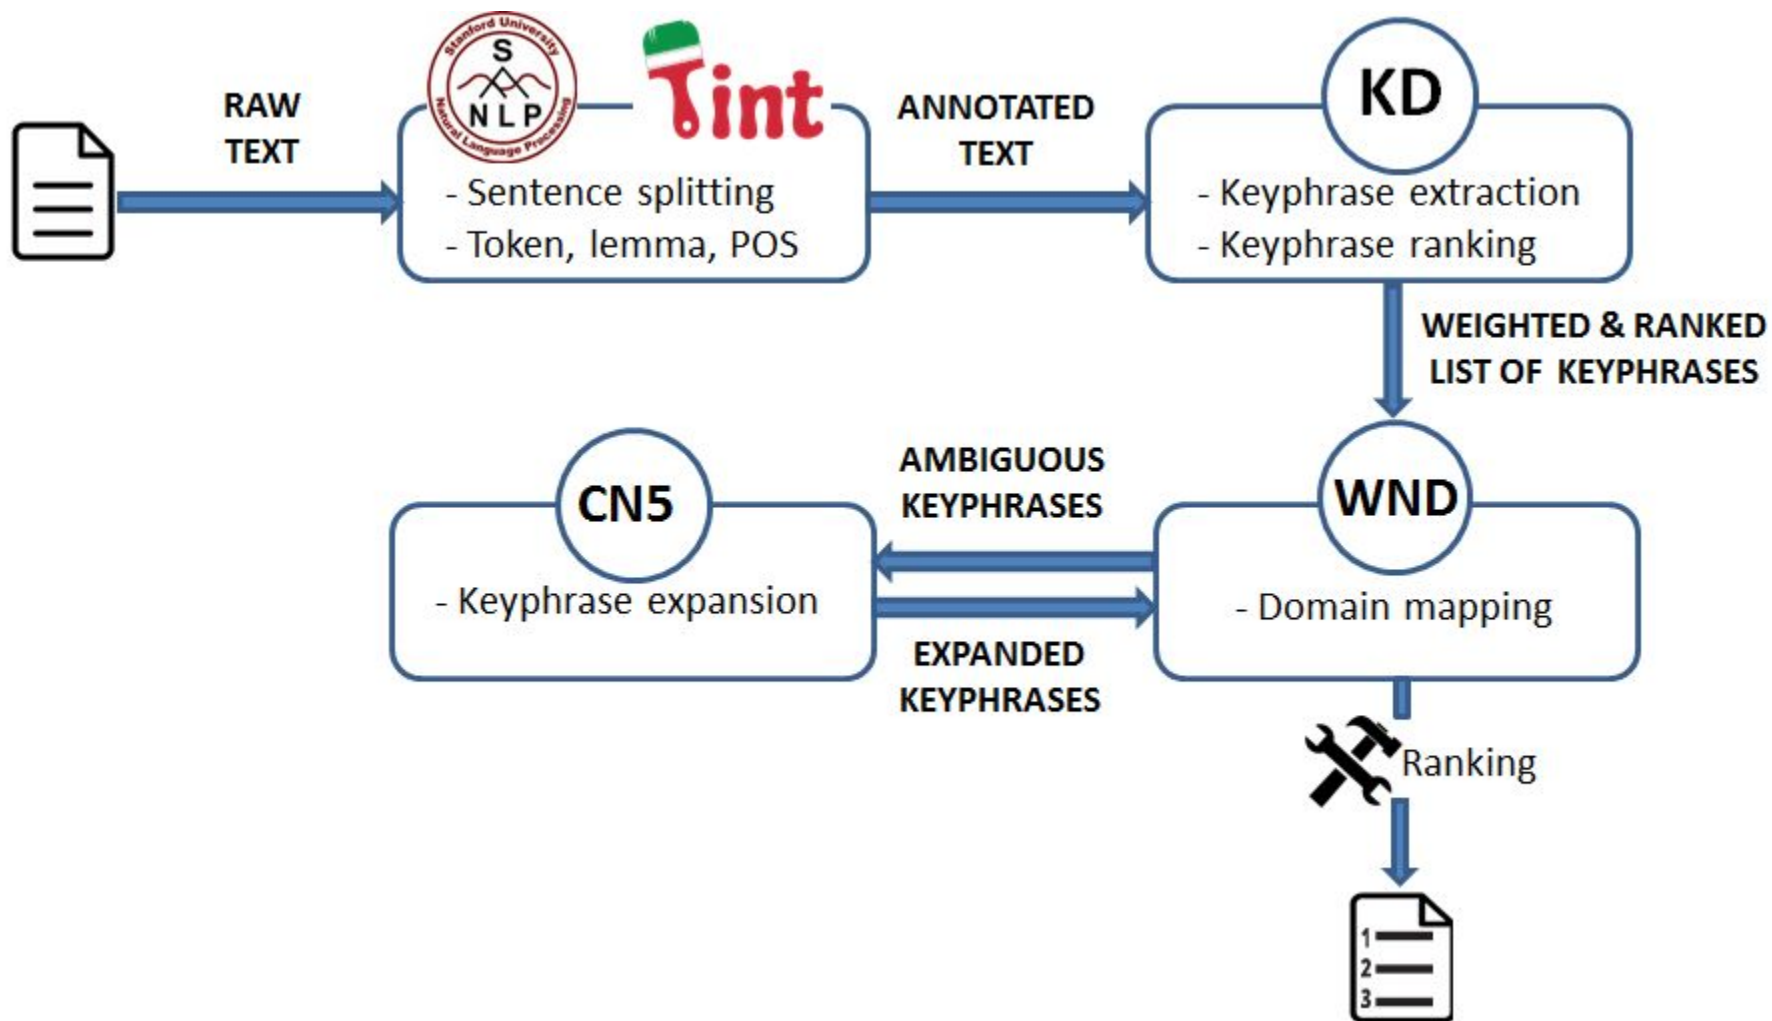 Stanford University
S
NLP
Natural Language Processing
Tint
RAW
TEXT
- Sentence splitting
- Token, lemma, POS
ANNOTATED
TEXT
KD
- Keyphrase extraction
- Keyphrase ranking
WEIGHTED & RANKED
LIST OF KEYPHRASES
WND
- Domain mapping
AMBIGUOUS
KEYPHRASES
CN5
- Keyphrase expansion
EXPANDED
KEYPHRASES
Ranking
1
2
3